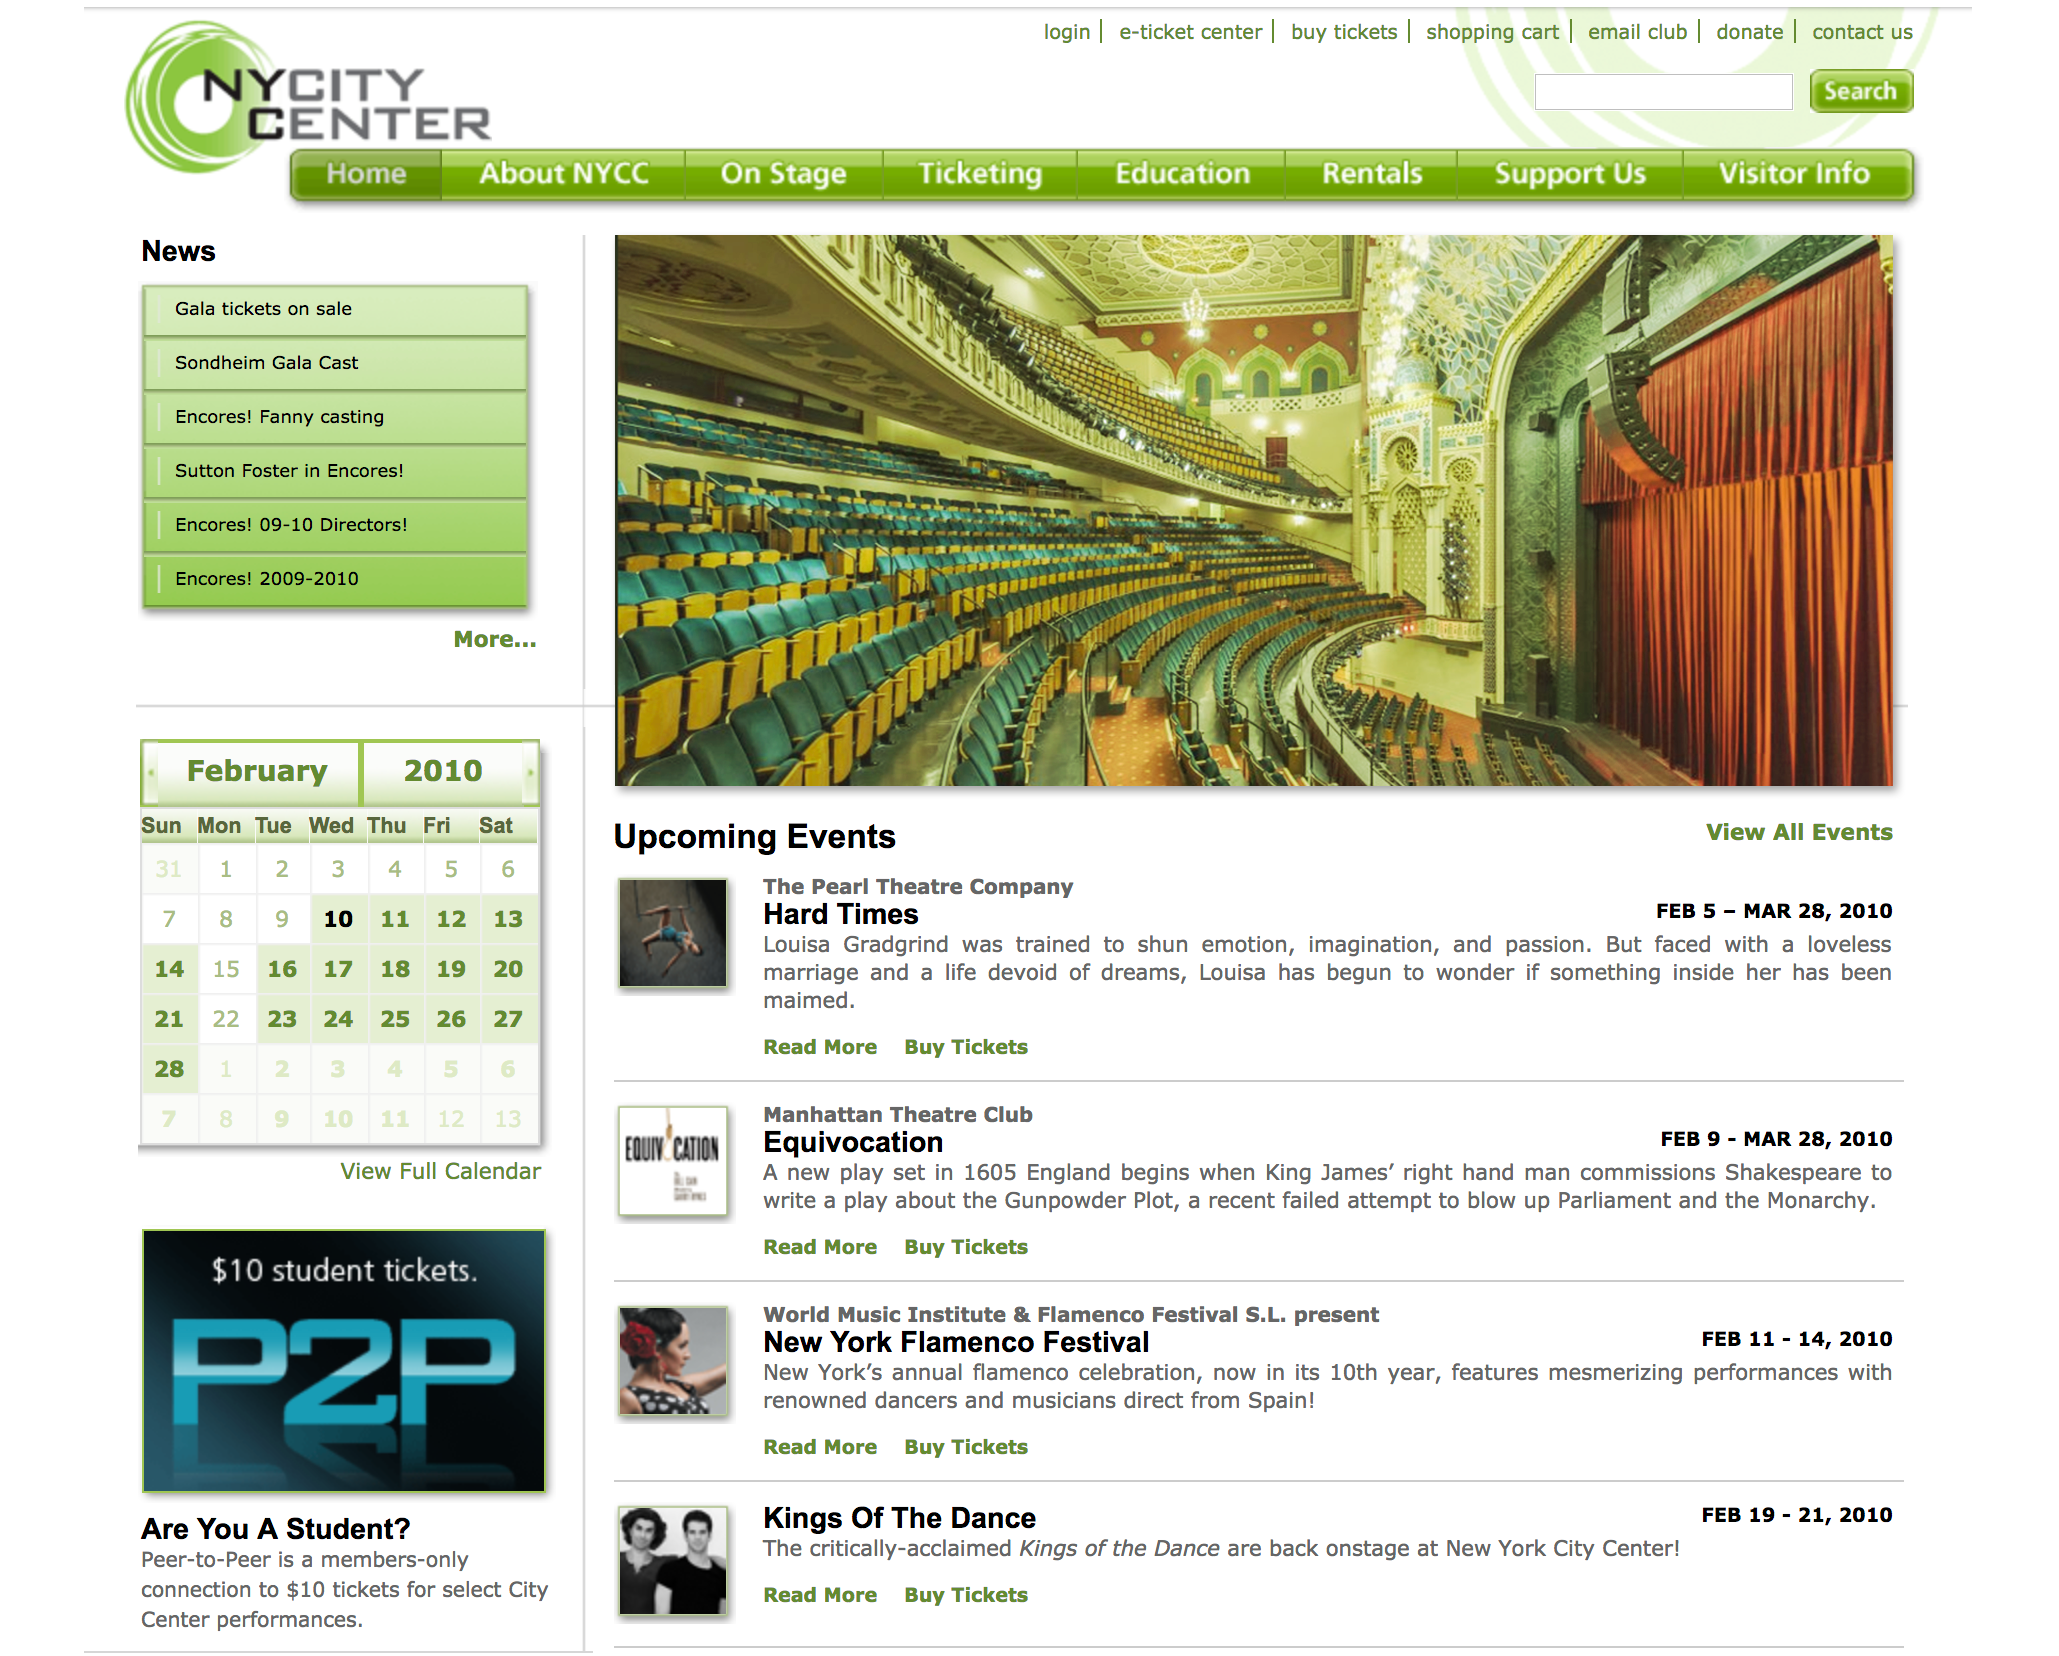 login
e-ticket center
buy tickets
shopping cart
email club
donate
contact us
NYCITY
CENTER
Search
Home
About NYCC
On Stage
Ticketing
Education
Rentals
Support Us
Visitor Info
News
Gala tickets on sale
Sondheim Gala Cast
Encores! Fanny casting
Sutton Foster in Encores!
Encores! 09-10 Directors!
Encores! 2009-2010
More...
February 2010
Sun Mon Tue Wed Thu Fri Sat
31 1 2 3 4 5 6
7 8 9 10 11 12 13
14 15 16 17 18 19 20
21 22 23 24 25 26 27
28 1 2 3 4 5 6
7 8 9 10 11 12 13
View Full Calendar
$10 student tickets.
P2P
Are You A Student?
Peer-to-Peer is a members-only
connection to $10 tickets for select City
Center performances.
Upcoming Events
View All Events
The Pearl Theatre Company
Hard Times
FEB 5 – MAR 28, 2010
Louisa Gradgrind was trained to shun emotion, imagination, and passion. But faced with a loveless
marriage and a life devoid of dreams, Louisa has begun to wonder if something inside her has been
maimed.
Read More Buy Tickets
EQUIVOCATION
Manhattan Theatre Club
Equivocation
FEB 9 - MAR 28, 2010
A new play set in 1605 England begins when King James’ right hand man commissions Shakespeare to
write a play about the Gunpowder Plot, a recent failed attempt to blow up Parliament and the Monarchy.
Read More Buy Tickets
World Music Institute & Flamenco Festival S.L. present
New York Flamenco Festival
FEB 11 - 14, 2010
New York’s annual flamenco celebration, now in its 10th year, features mesmerizing performances with
renowned dancers and musicians direct from Spain!
Read More Buy Tickets
Kings Of The Dance
FEB 19 - 21, 2010
The critically-acclaimed Kings of the Dance are back onstage at New York City Center!
Read More Buy Tickets